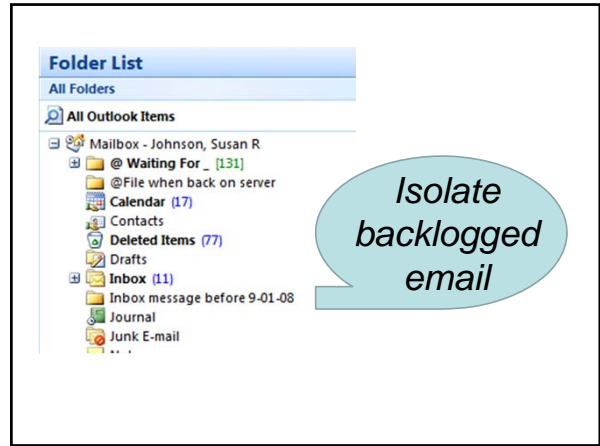 Folder List
All Folders
All Outlook Items
Mailbox - Johnson, Susan R
@ Waiting For_ [131]
@File when back on server
Calendar (17)
Contacts
Deleted Items (77)
Drafts
Inbox (11)
Inbox message before 9-01-08
Journal
Junk E-mail
Isolate
backlogged
email